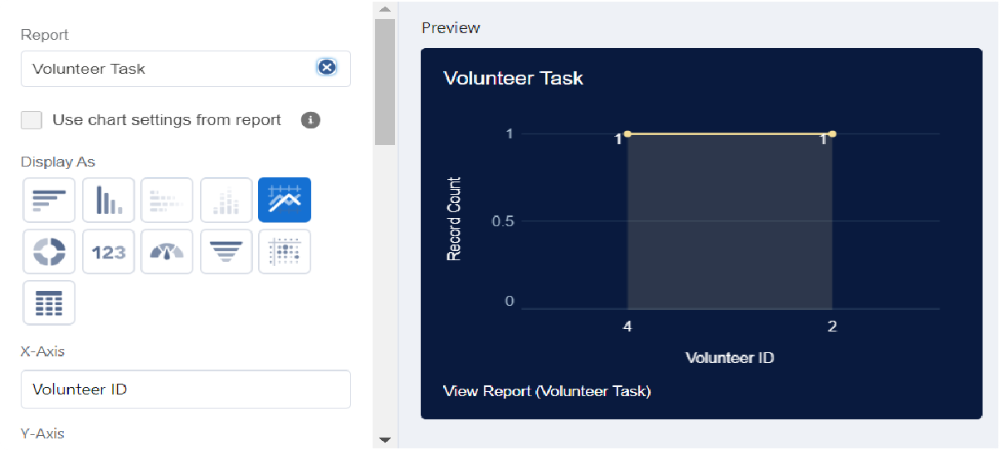 Report
Volunteer Task
Use chart settings from report
Display As
123
X-Axis
Volunteer ID
Y-Axis
Preview
Volunteer Task
1
0.5
0
Record Count
1
1
4
2
Volunteer ID
View Report (Volunteer Task)